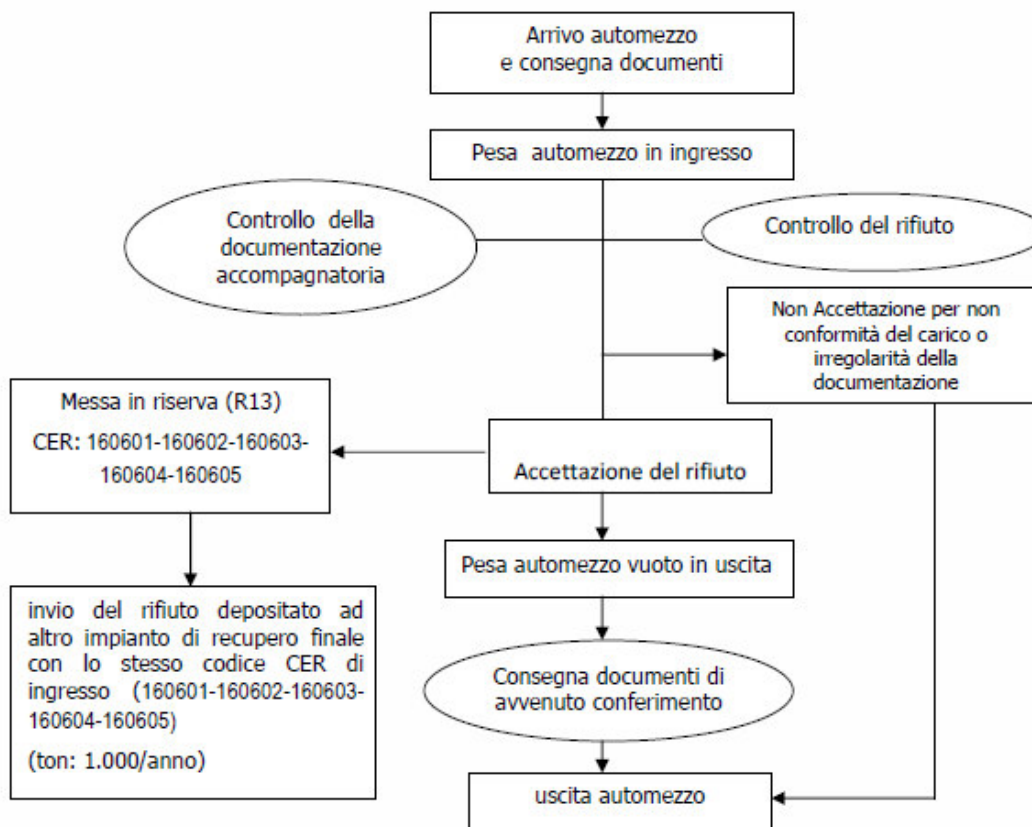 Arrivo automezzo
e consegna documenti
Pesa automezzo in ingresso
Controllo della
documentazione
accompagnatoria
Controllo del rifiuto
Non Accettazione per non
conformità del carico o
irregolarità della
documentazione
Messa in riserva (R13)
CER: 160601-160602-160603-
160604-160605
Accettazione del rifiuto
Pesa automezzo vuoto in uscita
invio del rifiuto depositato ad
altro impianto di recupero finale
con lo stesso codice CER di
ingresso (160601-160602-160603-
160604-160605)
(ton: 1.000/anno)
Consegna documenti di
avvenuto conferimento
uscita automezzo